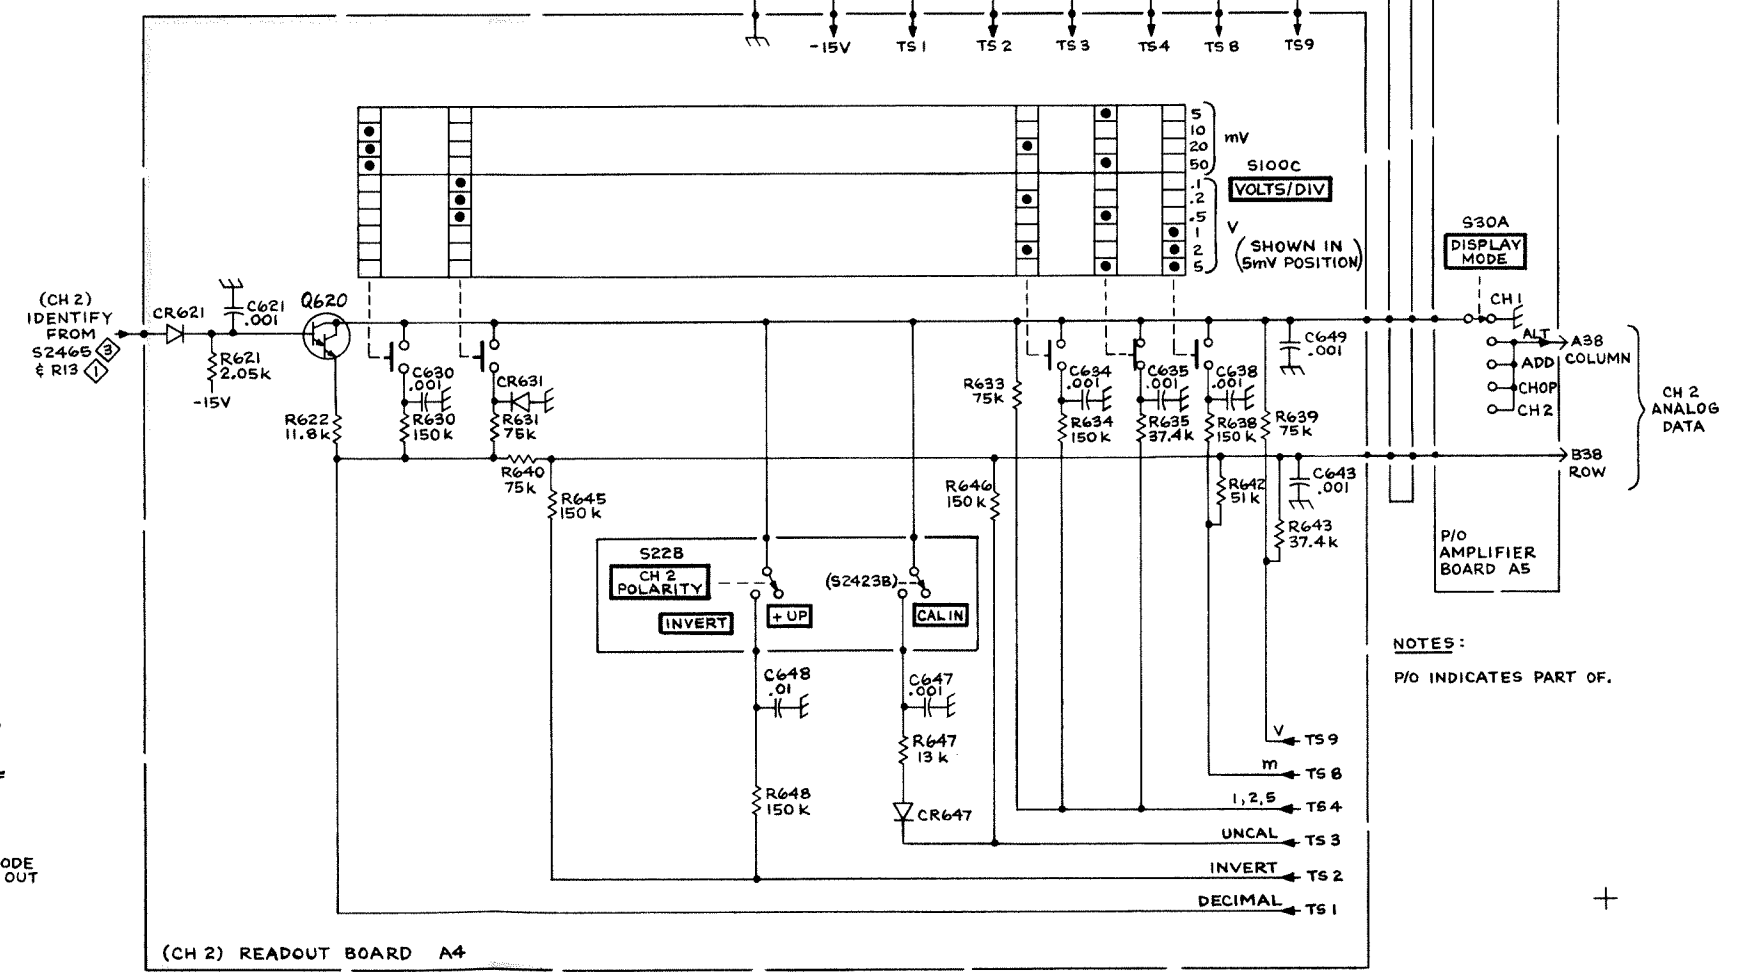 -15V
TS1
TS2
TS3
TS4
TS8
TS9
5
10
20
50
mV
.1
.2
.5
1
2
5
V
S100C
VOLTS/DIV
(SHOWN IN
5mV POSITION)
S30A
DISPLAY
MODE
CH1
ALT
ADD
CHOP
CH2
A38
COLUMN
B38
ROW
CH 2
ANALOG
DATA
(CH 2)
IDENTIFY
FROM
S2465 3
& R13 1
CR621
C621
.001
Q620
R621
2.05k
-15V
R622
11.8k
C630
.001
R630
150k
CR631
R631
75k
R640
75k
R645
150k
R633
75k
C634
.001
R634
150k
C635
.001
R635
37.4k
C638
.001
R638
150k
R639
75k
C649
.001
R646
150k
R642
51k
C643
.001
R643
37.4k
S22B
CH 2
POLARITY
INVERT
+UP
(S2423B)
CAL IN
C648
.01
C647
.001
R647
13k
R648
150k
CR647
P/O
AMPLIFIER
BOARD A5
NOTES:
P/O INDICATES PART OF.
V TS9
m TS8
1,2,5 TS4
UNCAL TS3
INVERT TS2
DECIMAL TS1
ODE
OUT
(CH 2) READOUT BOARD A4